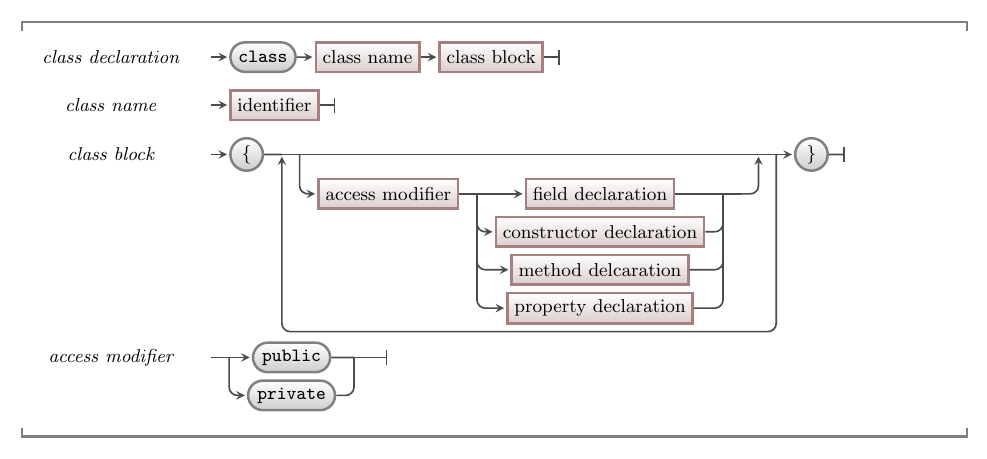 class declaration class class name class block
class name identifier
class block { }
access modifier field declaration
constructor declaration
method delcaration
property declaration
access modifier public
private